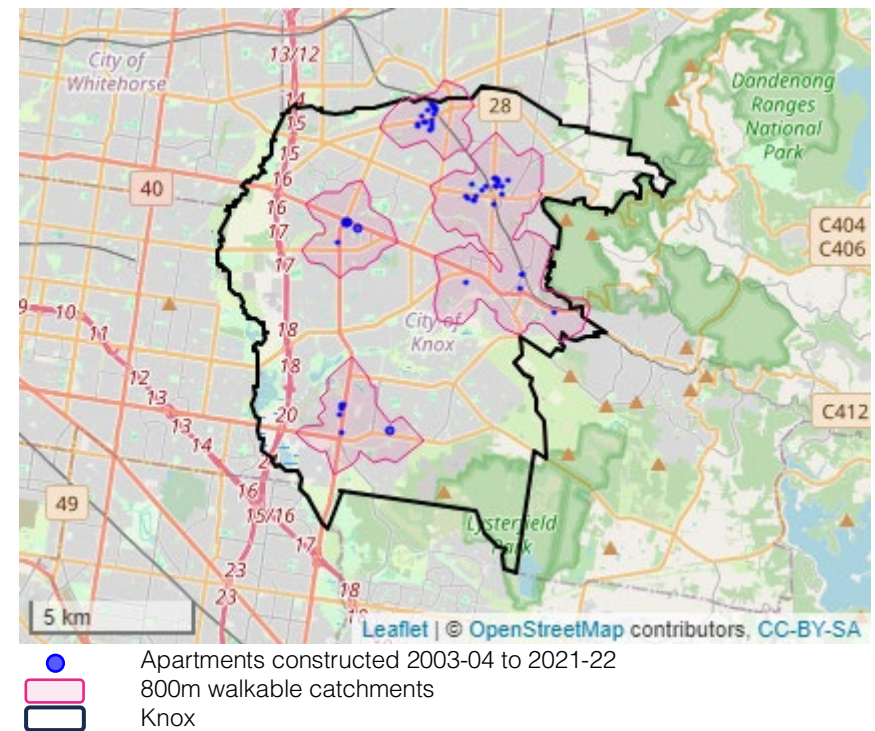 13/12
City of
Whitehorse
14
15
28
Dandenong
Ranges
National
Park
15
16
40
16
17
C404
C406
17
9
10
11
18
City of
Knox
18
12
13
C412
20
13
14
2
16
49
15/16
Lysterfield
Park
17
23
18
23
5 km
Leaflet | © OpenStreetMap contributors, CC-BY-SA
Apartments constructed 2003-04 to 2021-22
800m walkable catchments
Knox